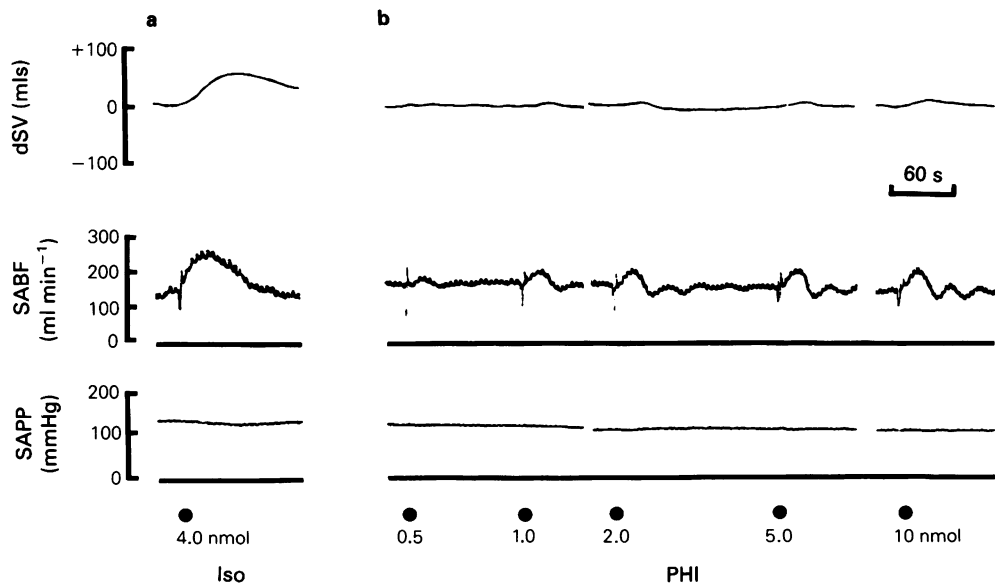 a
b
dSV (mls)
+100
0
−100
60 s
SABF
(ml min⁻¹)
300
200
100
0
SAPP
(mmHg)
200
100
0
4.0 nmol
0.5
1.0
2.0
5.0
10 nmol
Iso
PHI